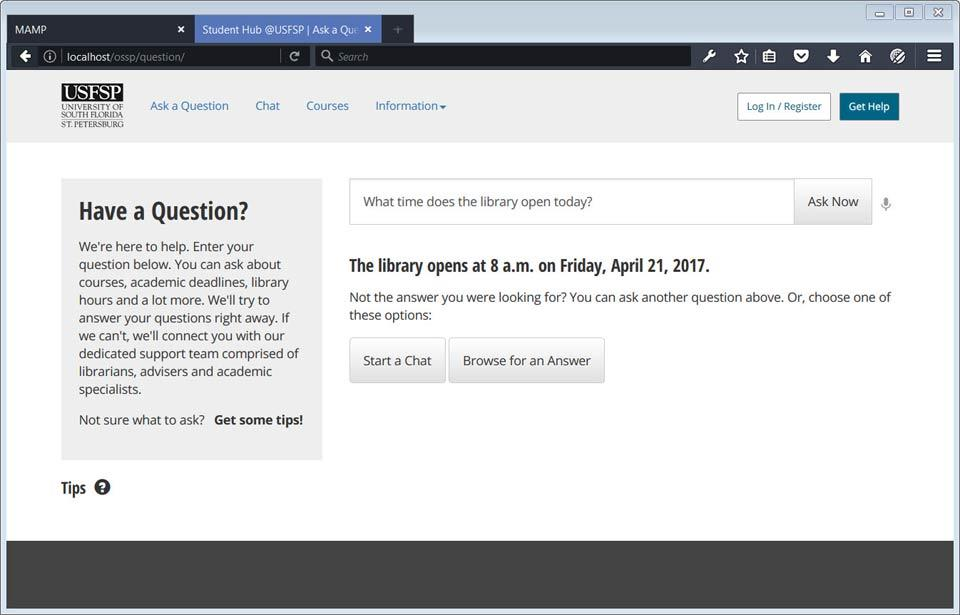 MAMP
Student Hub @USFSP | Ask a Que
localhost/ossp/question/
Search
USFSP
UNIVERSITY OF
SOUTH FLORIDA
ST. PETERSBURG
Ask a Question
Chat
Courses
Information
Log In / Register
Get Help
Have a Question?
We're here to help. Enter your
question below. You can ask about
courses, academic deadlines, library
hours and a lot more. We'll try to
answer your questions right away. If
we can't, we'll connect you with our
dedicated support team comprised of
librarians, advisers and academic
specialists.
Not sure what to ask? Get some tips!
Tips
What time does the library open today?
Ask Now
The library opens at 8 a.m. on Friday, April 21, 2017.
Not the answer you were looking for? You can ask another question above. Or, choose one of
these options:
Start a Chat
Browse for an Answer